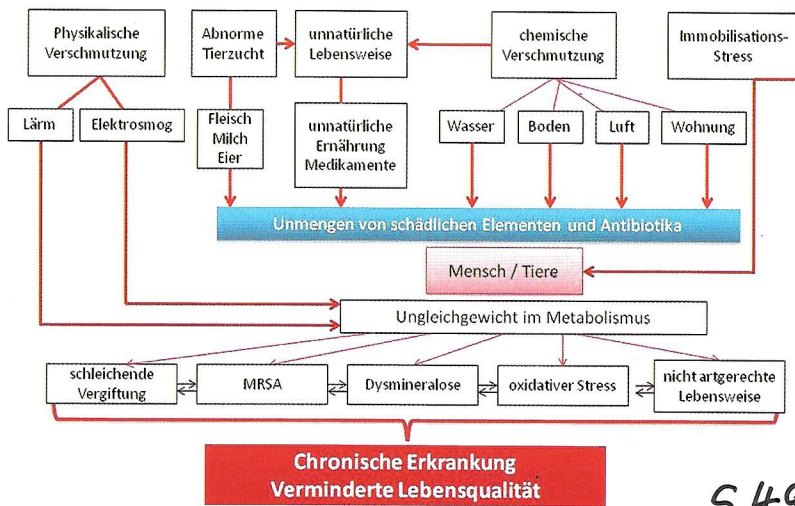 Physikalische
Verschmutzung
Abnorme
Tierzucht
unnatürliche
Lebensweise
chemische
Verschmutzung
Immobilisations-
Stress
Lärm
Elektrosmog
Fleisch
Milch
Eier
unnatürliche
Ernährung
Medikamente
Wasser
Boden
Luft
Wohnung
Unmengen von schädlichen Elementen und Antibiotika
Mensch / Tiere
Ungleichgewicht im Metabolismus
schleichende
Vergiftung
MRSA
Dysmineralose
oxidativer Stress
nicht artgerechte
Lebensweise
Chronische Erkrankung
Verminderte Lebensqualität